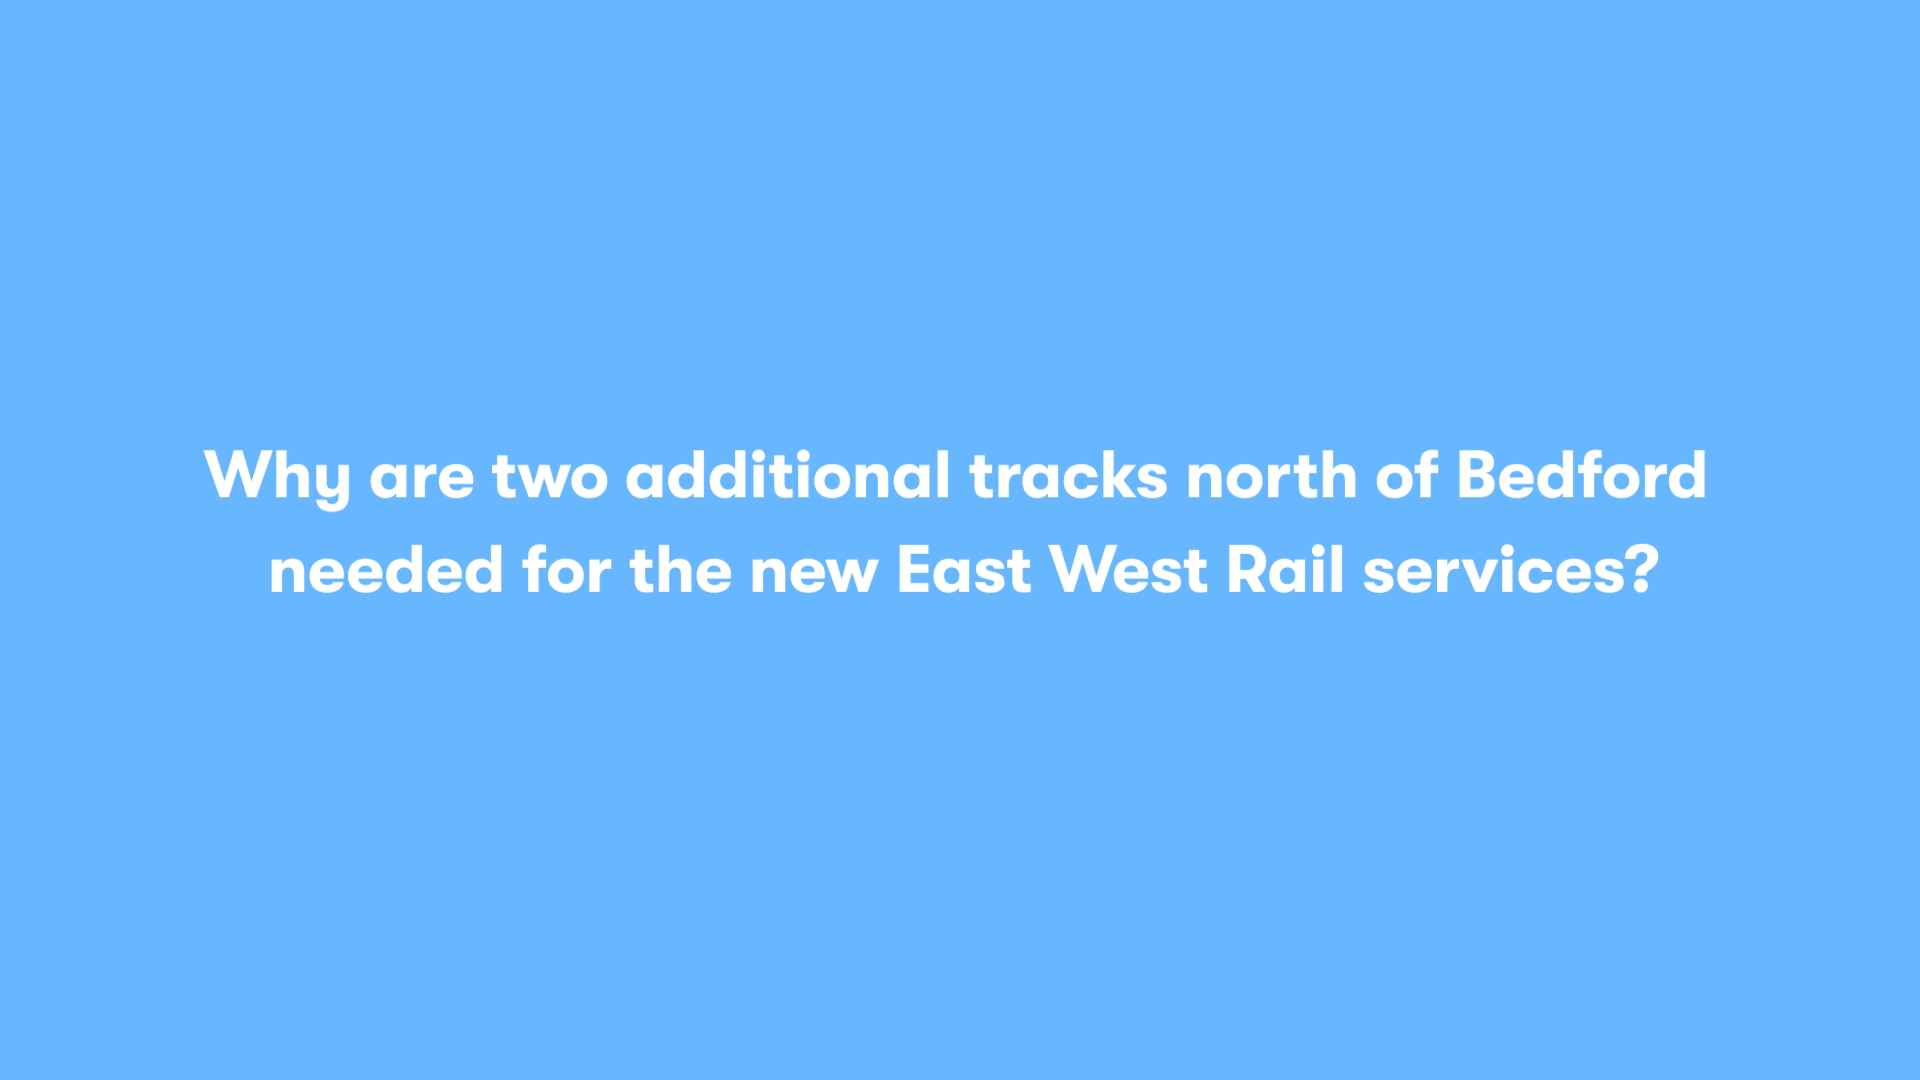 Why are two additional tracks north of Bedford
needed for the new East West Rail services?